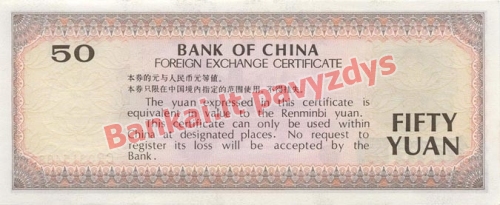 50
BANK OF CHINA
FOREIGN EXCHANGE CERTIFICATE
本券的元与人民币元等值。
本券只限在中国境内指定的范围使用,不得挂失。
The yuan expressed in this certificate is
equivalent in value to the Renminbi yuan.
This certificate can only be used within
China at designated places. No request to
register its loss will be accepted by the
Bank.
FIFTY
YUAN
Bankai.lt pavyzdys